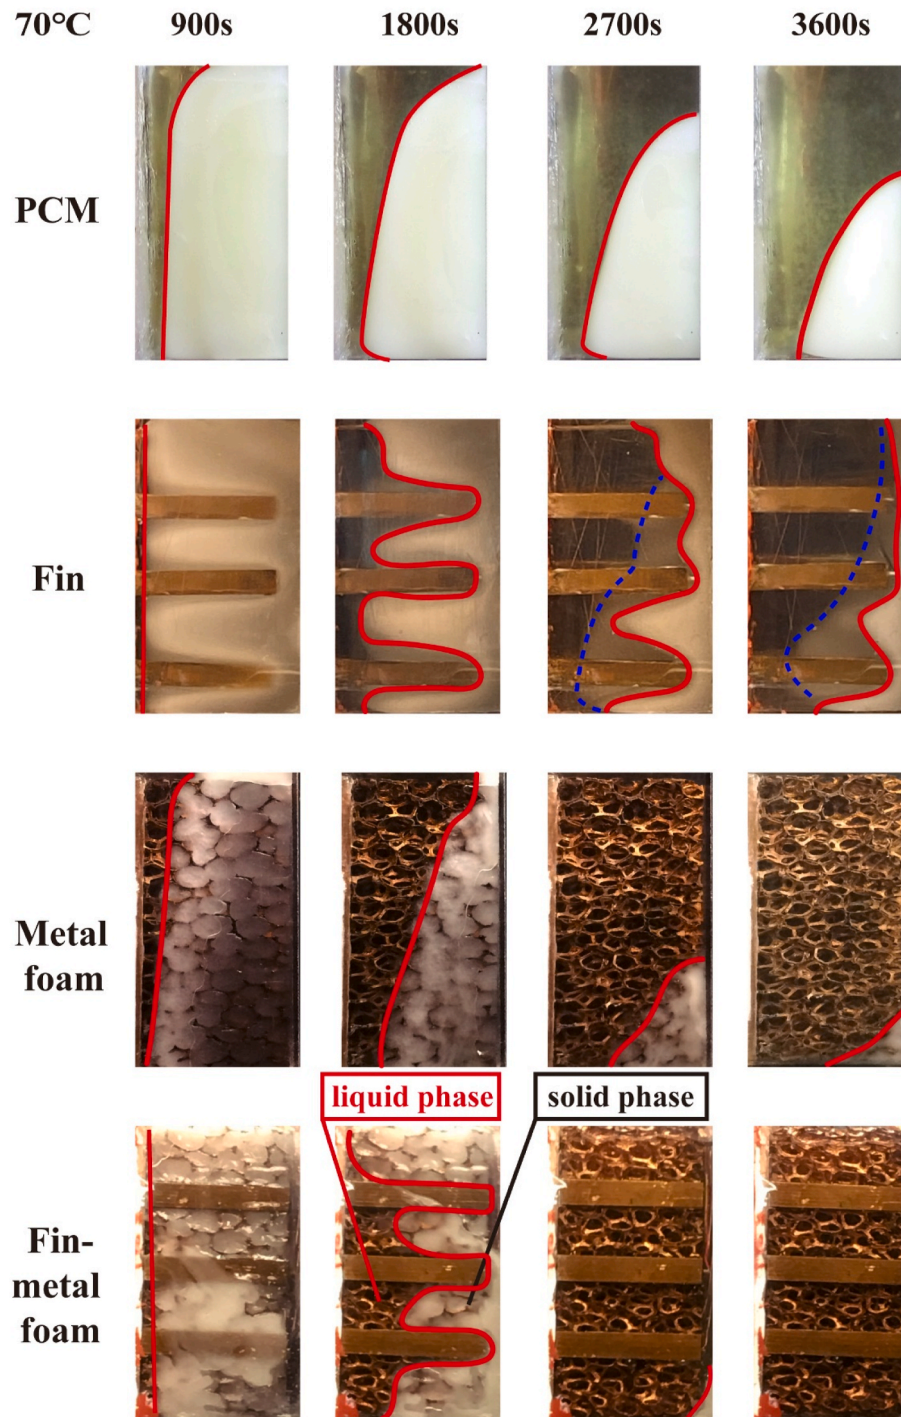 70°C 900s 1800s 2700s 3600s
PCM
Fin
Metal
foam
liquid phase solid phase
Fin-
metal
foam